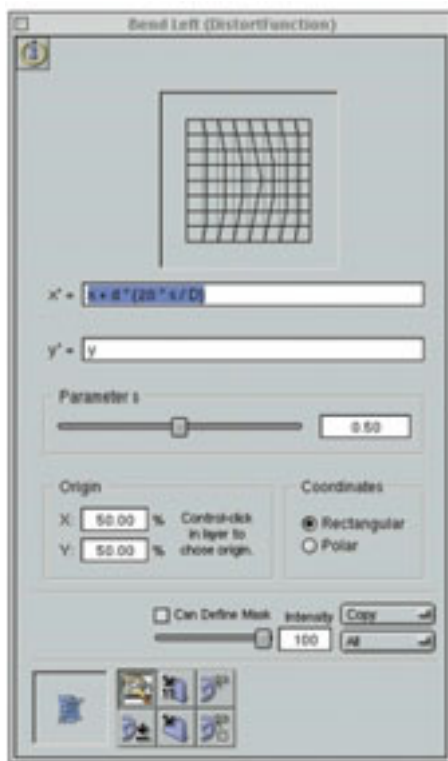 Bend Left (DistortFunction)
x' =
y' = y
Parameter s
0.50
Origin
X: 50.00 %
Y: 50.00 %
Control-click
in layer to
chose origin.
Coordinates
Rectangular
Polar
Can Define Mask
Intensity
100
Copy
All